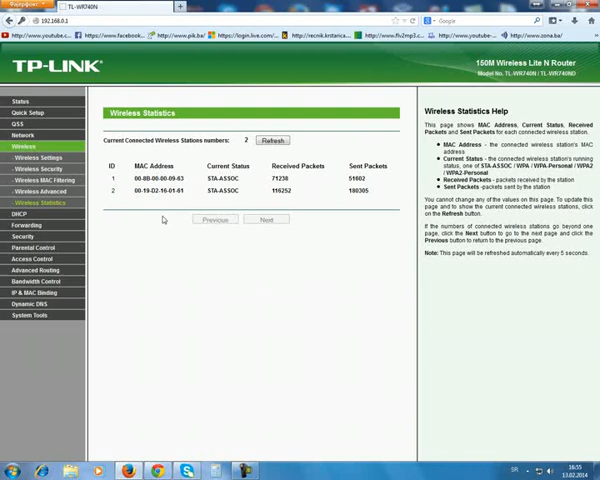 Фајерфокс
TL-WR740N
192.168.0.1
Google
http://www.youtube.c...
https://www.facebook....
http://www.pik.ba/
https://login.live.com/
http://recnik.krstarica....
http://www.flv2mp3.c...
http://www.youtube-...
http://www.zona.ba/
TP-LINK
150M Wireless Lite N Router
Model No. TL-WR740N / TL-WR740ND
Status
Quick Setup
QSS
Network
Wireless
- Wireless Settings
- Wireless Security
- Wireless MAC Filtering
- Wireless Advanced
- Wireless Statistics
DHCP
Forwarding
Security
Parental Control
Access Control
Advanced Routing
Bandwidth Control
IP & MAC Binding
Dynamic DNS
System Tools
Wireless Statistics
Current Connected Wireless Stations numbers: 2 Refresh
ID MAC Address Current Status Received Packets Sent Packets
1 00-8B-00-00-09-63 STA-ASSOC 71238 51602
2 00-19-D2-16-01-61 STA-ASSOC 116252 180305
Previous Next
Wireless Statistics Help
This page shows MAC Address, Current Status, Received
Packets and Sent Packets for each connected wireless station.
MAC Address - the connected wireless station's MAC
address.
Current Status - the connected wireless station's running
status, one of STA-ASSOC / WPA / WPA-Personal / WPA2 /
WPA2-Personal
Received Packets - packets received by the station
Sent Packets -packets sent by the station
You cannot change any of the values on this page. To update this
page and to show the current connected wireless stations, click
on the Refresh button.
If the numbers of connected wireless stations go beyond one
page, click the Next button to go to the next page and click the
Previous button to return to the previous page.
Note: This page will be refreshed automatically every 5 seconds.
SR
16:55
13.02.2014